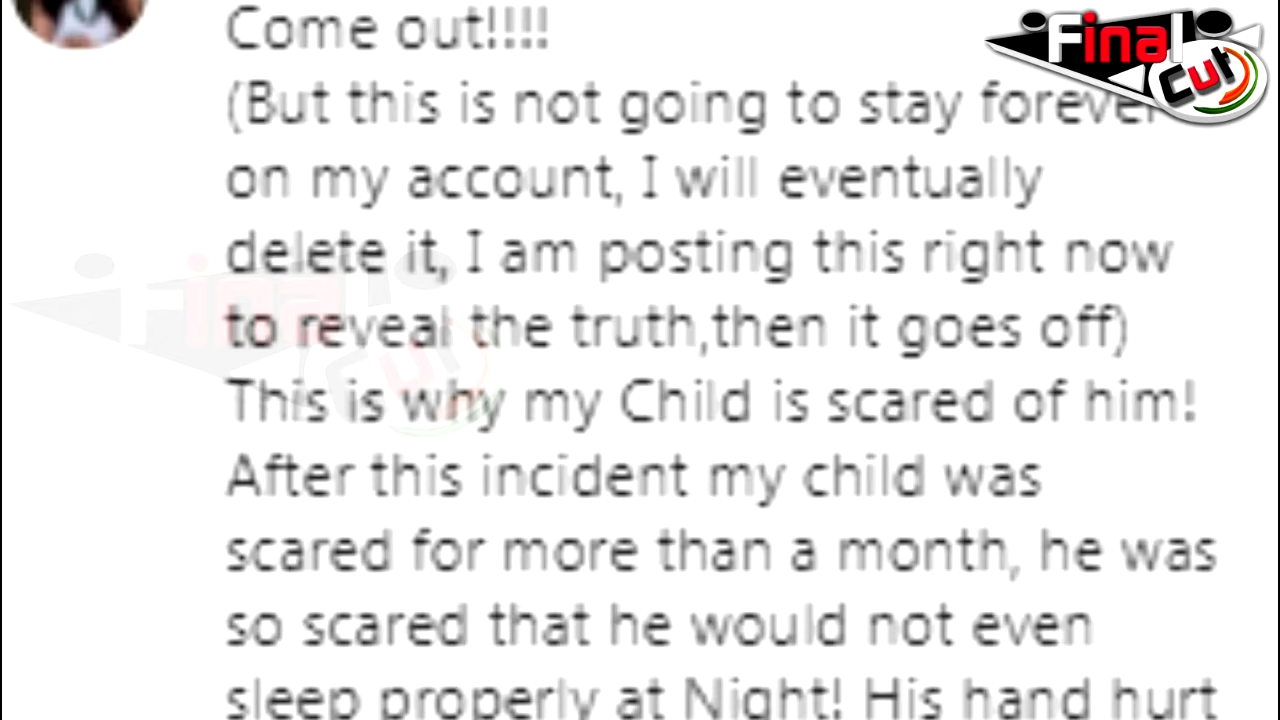 Come out!!!!
(But this is not going to stay forever
on my account, I will eventually
delete it, I am posting this right now
to reveal the truth,then it goes off)
This is why my Child is scared of him!
After this incident my child was
scared for more than a month, he was
so scared that he would not even
sleep properly at Night! His hand hurt
Final
Cut
Final
Cut